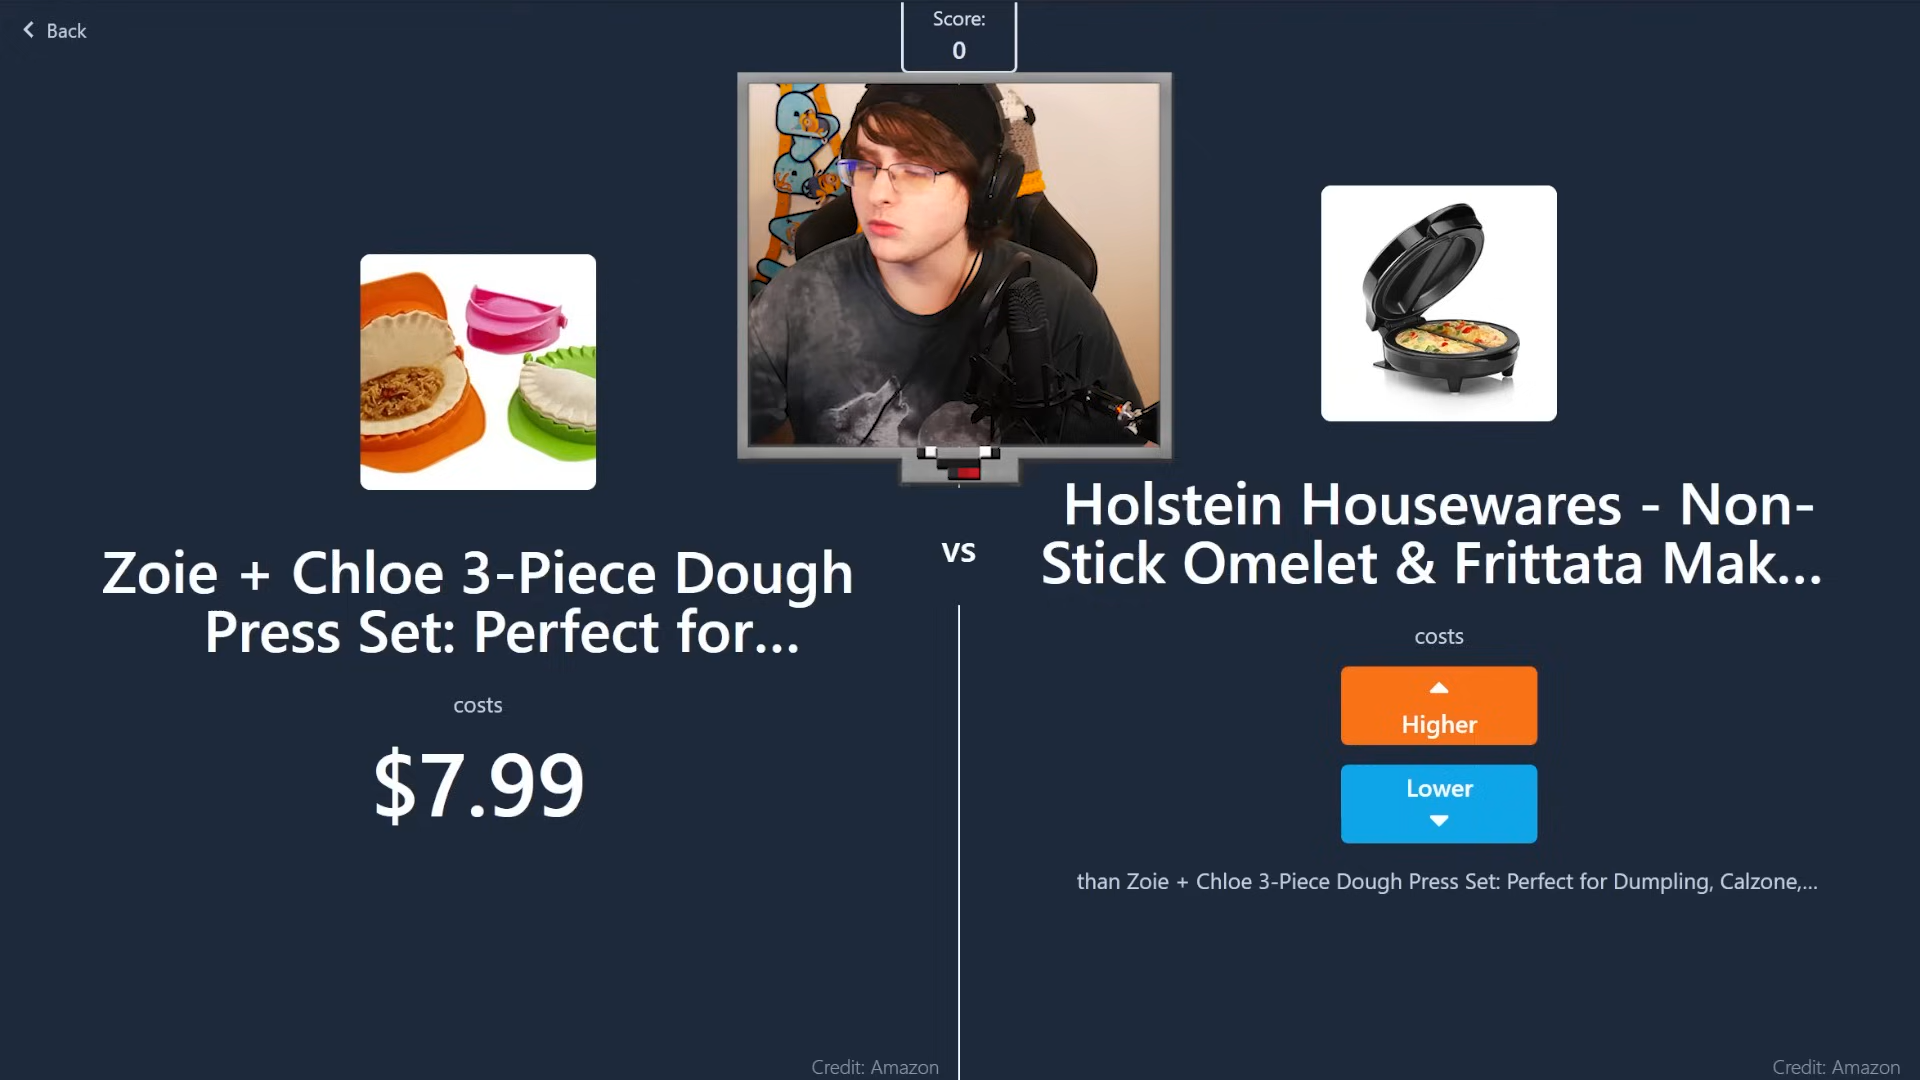 Back
Score:
0
Zoie + Chloe 3-Piece Dough
Press Set: Perfect for...
costs
$7.99
vs
Holstein Housewares - Non-
Stick Omelet & Frittata Mak...
costs
Higher
Lower
than Zoie + Chloe 3-Piece Dough Press Set: Perfect for Dumpling, Calzone,...
Credit: Amazon
Credit: Amazon